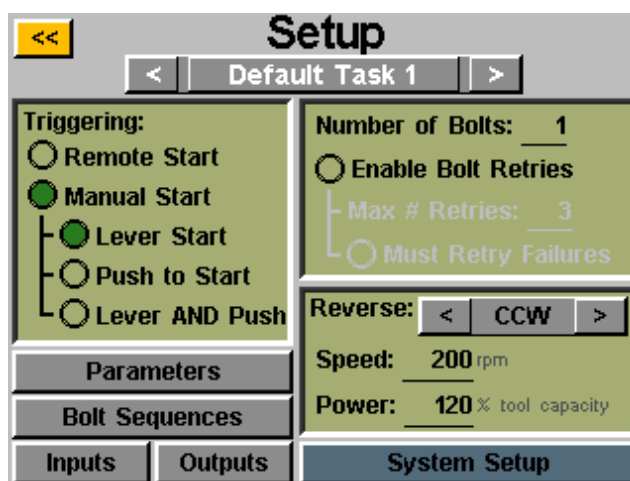 <<
Setup
< Default Task 1 >
Triggering:
Remote Start
Manual Start
Lever Start
Push to Start
Lever AND Push
Parameters
Bolt Sequences
Inputs
Outputs
Number of Bolts: 1
Enable Bolt Retries
Max # Retries: 3
Must Retry Failures
Reverse: < CCW >
Speed: 200 rpm
Power: 120 % tool capacity
System Setup